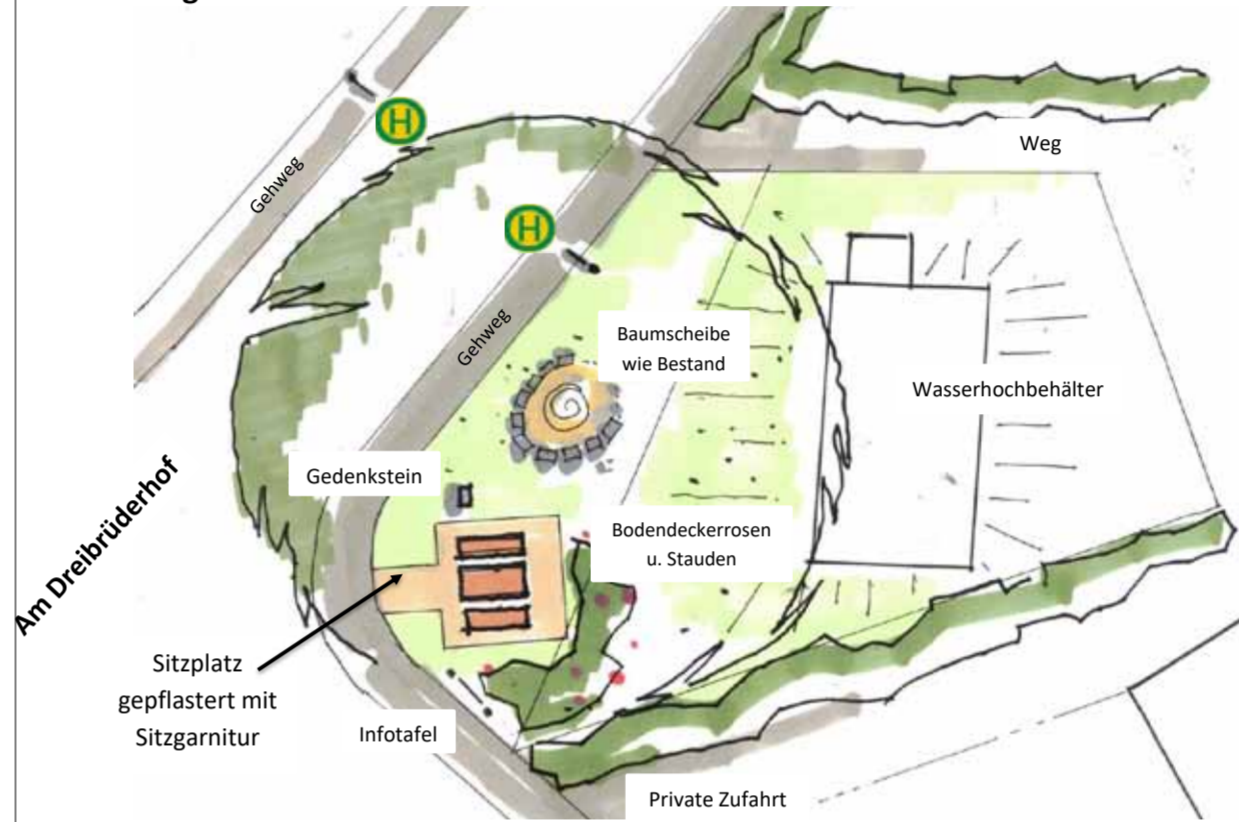 H
Weg
Gehweg
H
Gehweg
Baumscheibe
wie Bestand
Wasserhochbehälter
Gedenkstein
Bodendeckerrosen
u. Stauden
Am Dreibrüderhof
Sitzplatz
gepflastert mit
Sitzgarnitur
Infotafel
Private Zufahrt